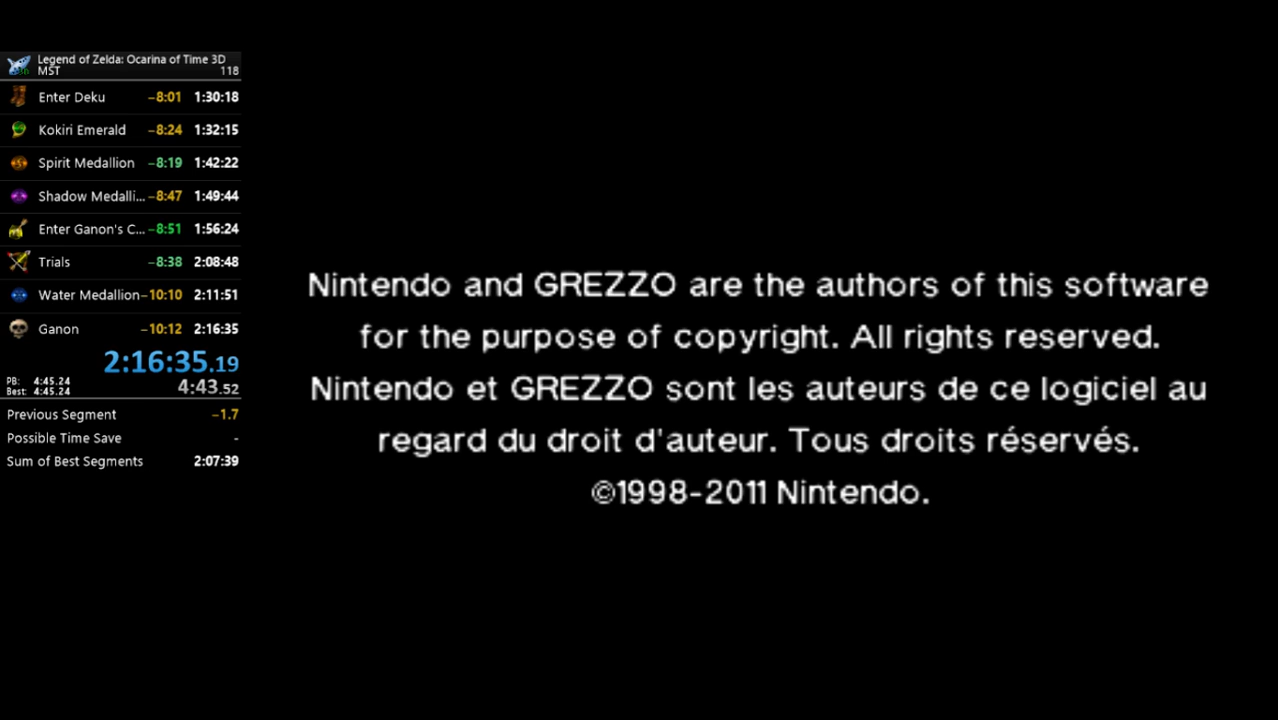 Legend of Zelda: Ocarina of Time 3D
MST 118
Enter Deku −8:01 1:30:18
Kokiri Emerald −8:24 1:32:15
Spirit Medallion −8:19 1:42:22
Shadow Medalli... −8:47 1:49:44
Enter Ganon's C... −8:51 1:56:24
Trials −8:38 2:08:48
Water Medallion −10:10 2:11:51
Ganon −10:12 2:16:35
2:16:35.19
PB: 4:45.24
Best: 4:45.24
4:43.52
Previous Segment −1.7
Possible Time Save -
Sum of Best Segments 2:07:39
Nintendo and GREZZO are the authors of this software
for the purpose of copyright. All rights reserved.
Nintendo et GREZZO sont les auteurs de ce logiciel au
regard du droit d'auteur. Tous droits réservés.
©1998-2011 Nintendo.